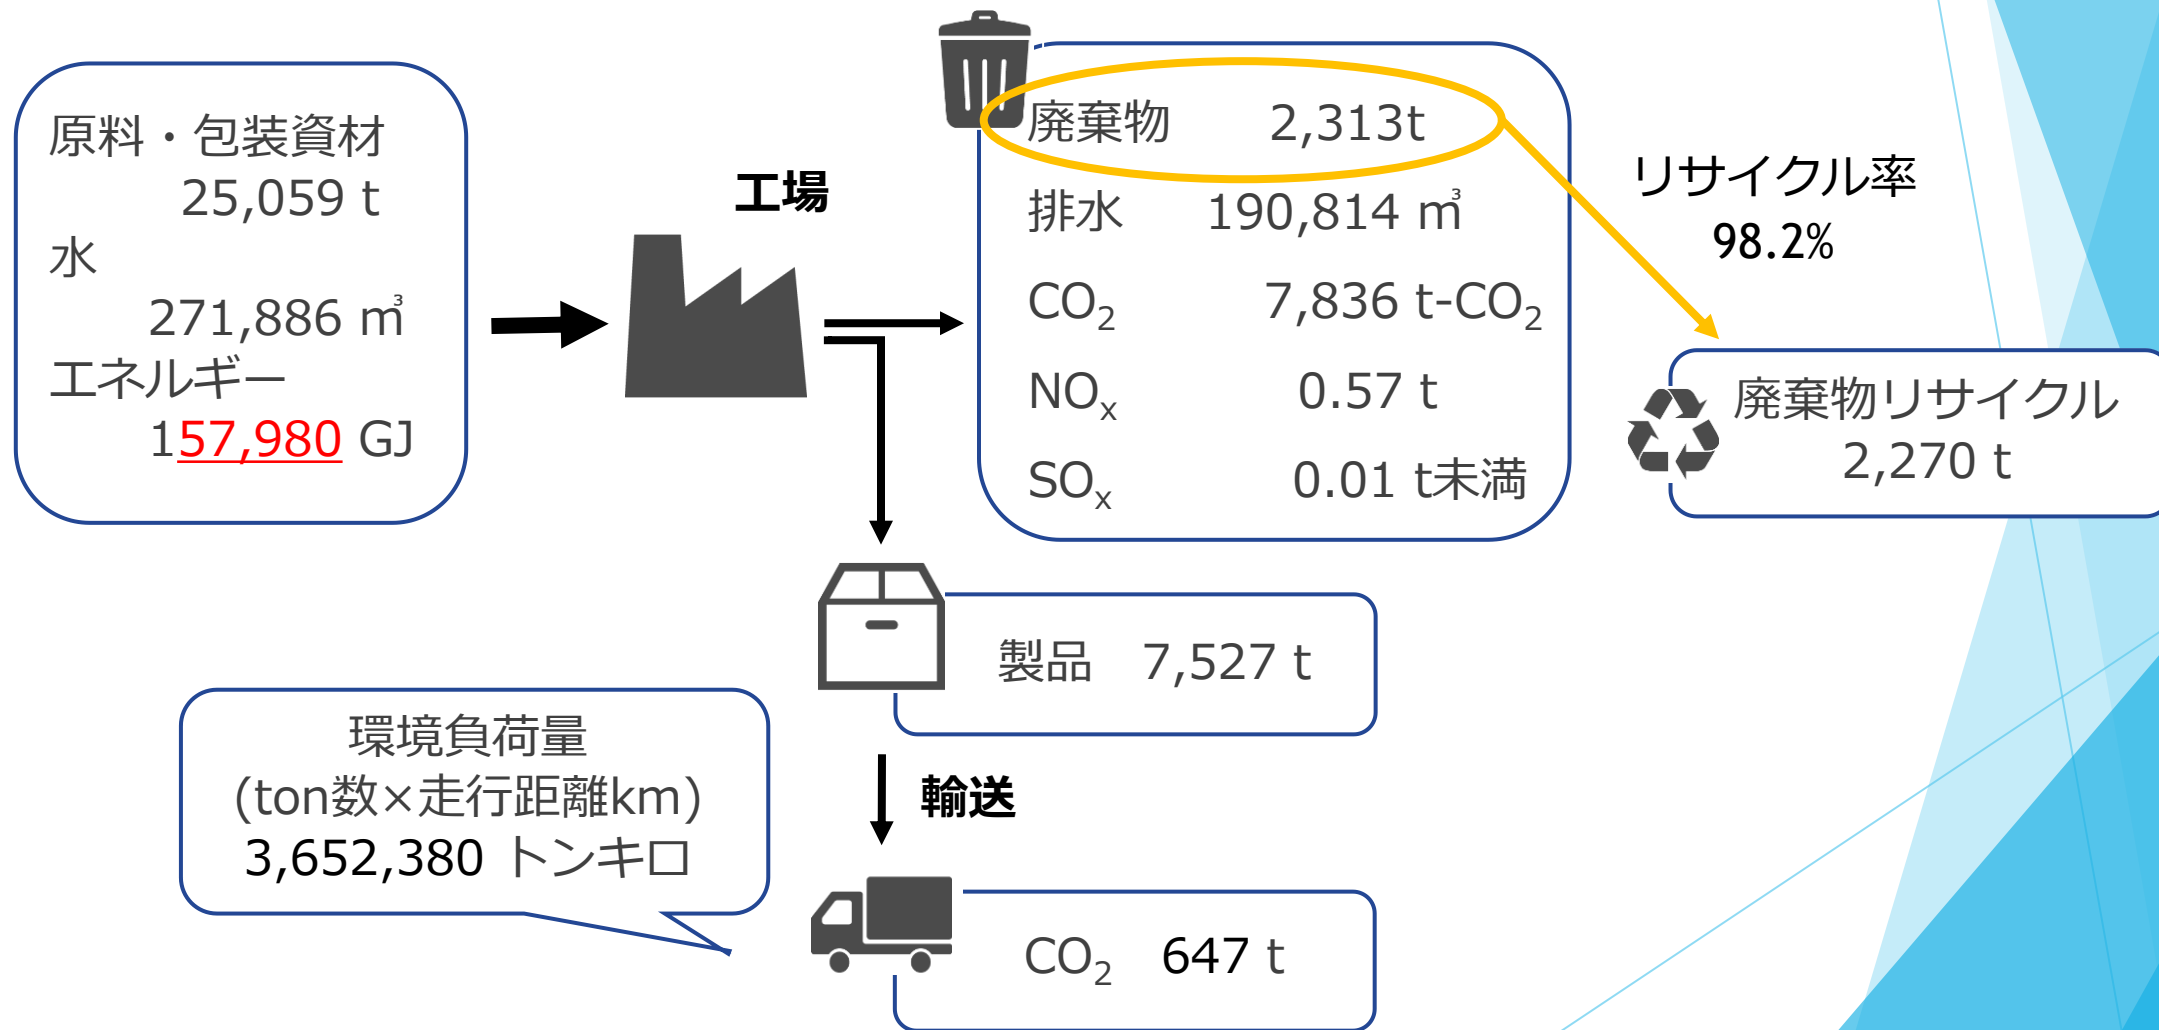 原料・包装資材
25,059 t
水
271,886 ㎥
エネルギー
157,980 GJ
工場
廃棄物 2,313t
排水 190,814 ㎥
CO₂ 7,836 t-CO₂
NOₓ 0.57 t
SOₓ 0.01 t未満
リサイクル率
98.2%
廃棄物リサイクル
2,270 t
製品 7,527 t
環境負荷量
(ton数×走行距離km)
3,652,380 トンキロ
輸送
CO₂ 647 t